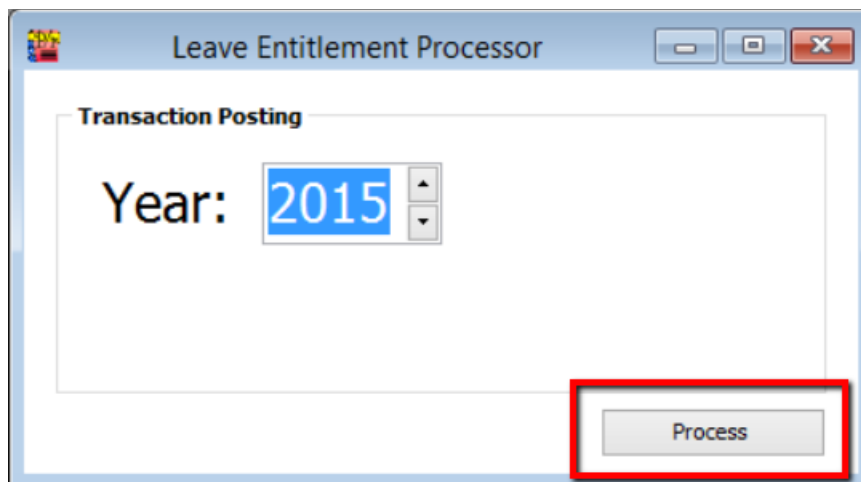 Leave Entitlement Processor
Transaction Posting
Year: 2015
Process